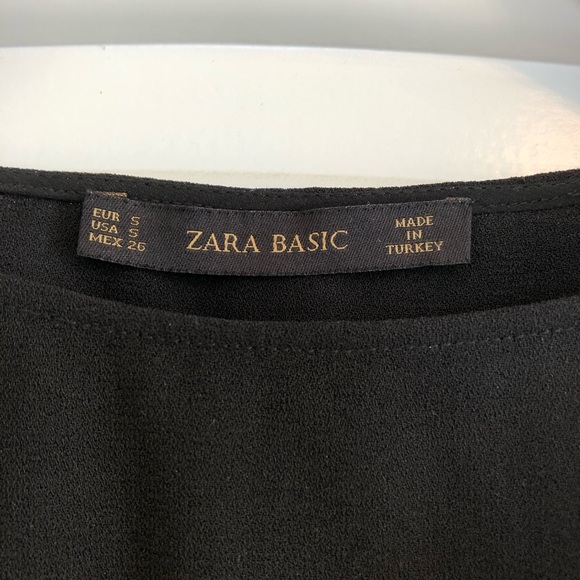 EUR S
USA S
MEX 26
ZARA BASIC
MADE
IN
TURKEY